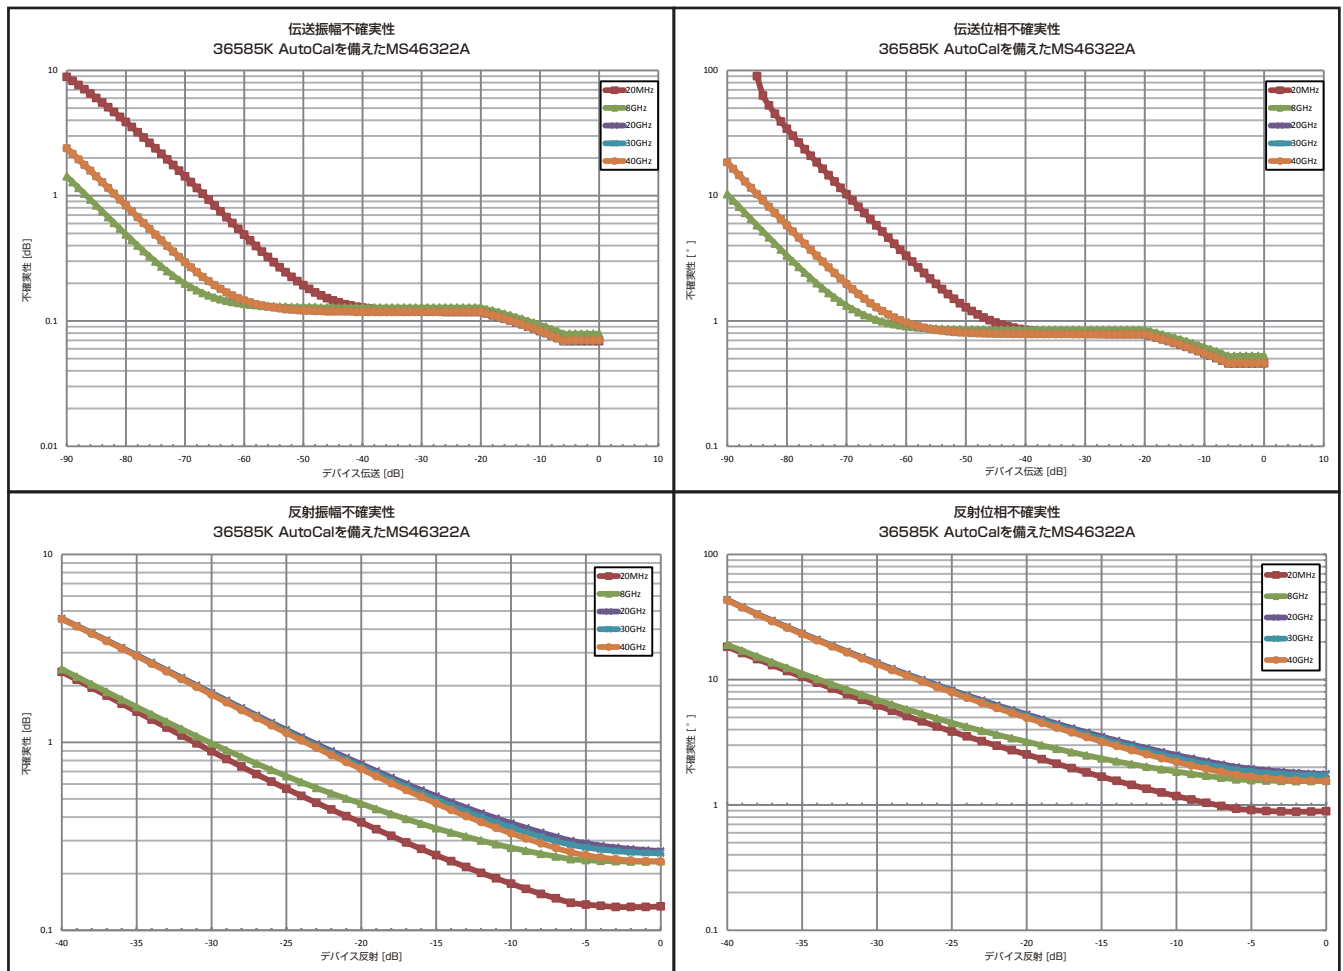 伝送振幅不確実性
36585K AutoCalを備えたMS46322A
10
1
0.1
0.01
不確実性 [dB]
-90 -80 -70 -60 -50 -40 -30 -20 -10 0 10
デバイス伝送 [dB]
20MHz
8GHz
20GHz
30GHz
40GHz
伝送位相不確実性
36585K AutoCalを備えたMS46322A
100
10
1
0.1
不確実性 [ ° ]
-90 -80 -70 -60 -50 -40 -30 -20 -10 0 10
デバイス伝送 [dB]
20MHz
8GHz
20GHz
30GHz
40GHz
反射振幅不確実性
36585K AutoCalを備えたMS46322A
10
1
0.1
不確実性 [dB]
-40 -35 -30 -25 -20 -15 -10 -5 0
デバイス反射 [dB]
20MHz
8GHz
20GHz
30GHz
40GHz
反射位相不確実性
36585K AutoCalを備えたMS46322A
100
10
1
0.1
不確実性 [ ° ]
-40 -35 -30 -25 -20 -15 -10 -5 0
デバイス反射 [dB]
20MHz
8GHz
20GHz
30GHz
40GHz